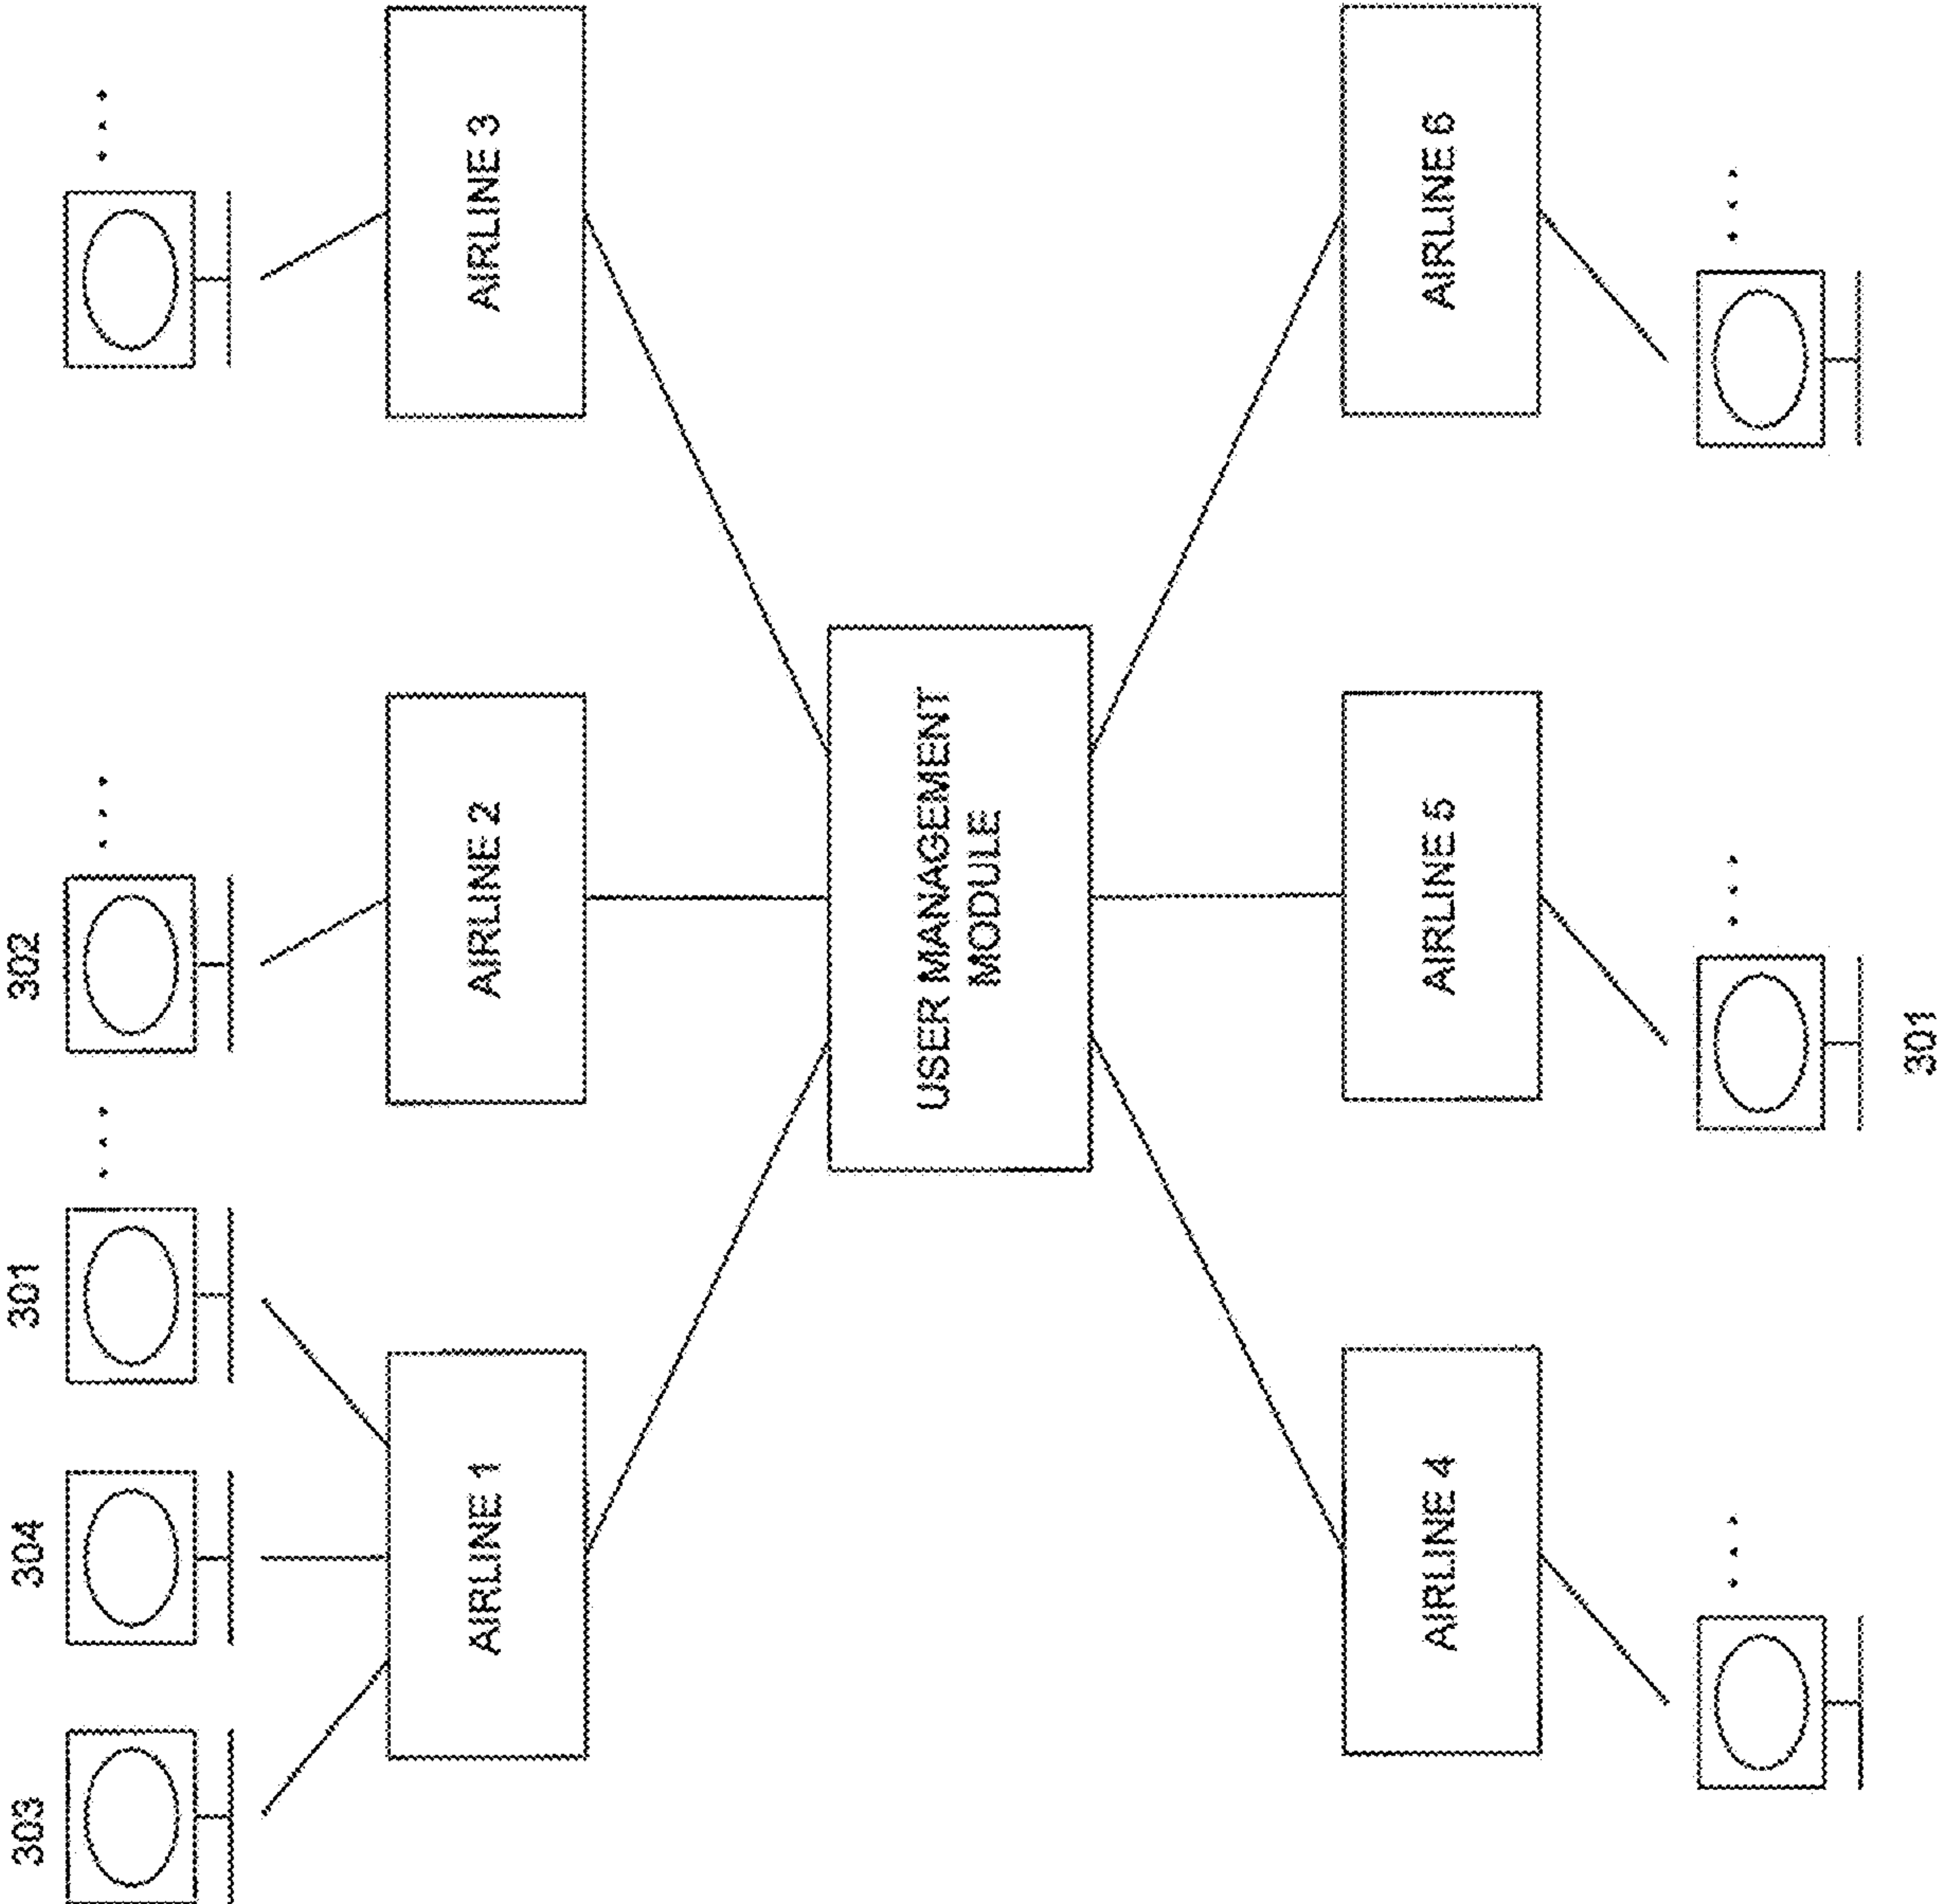 303
304
301
302
AIRLINE 1
AIRLINE 2
AIRLINE 3
USER MANAGEMENT
MODULE
AIRLINE 4
AIRLINE 5
AIRLINE 6
301